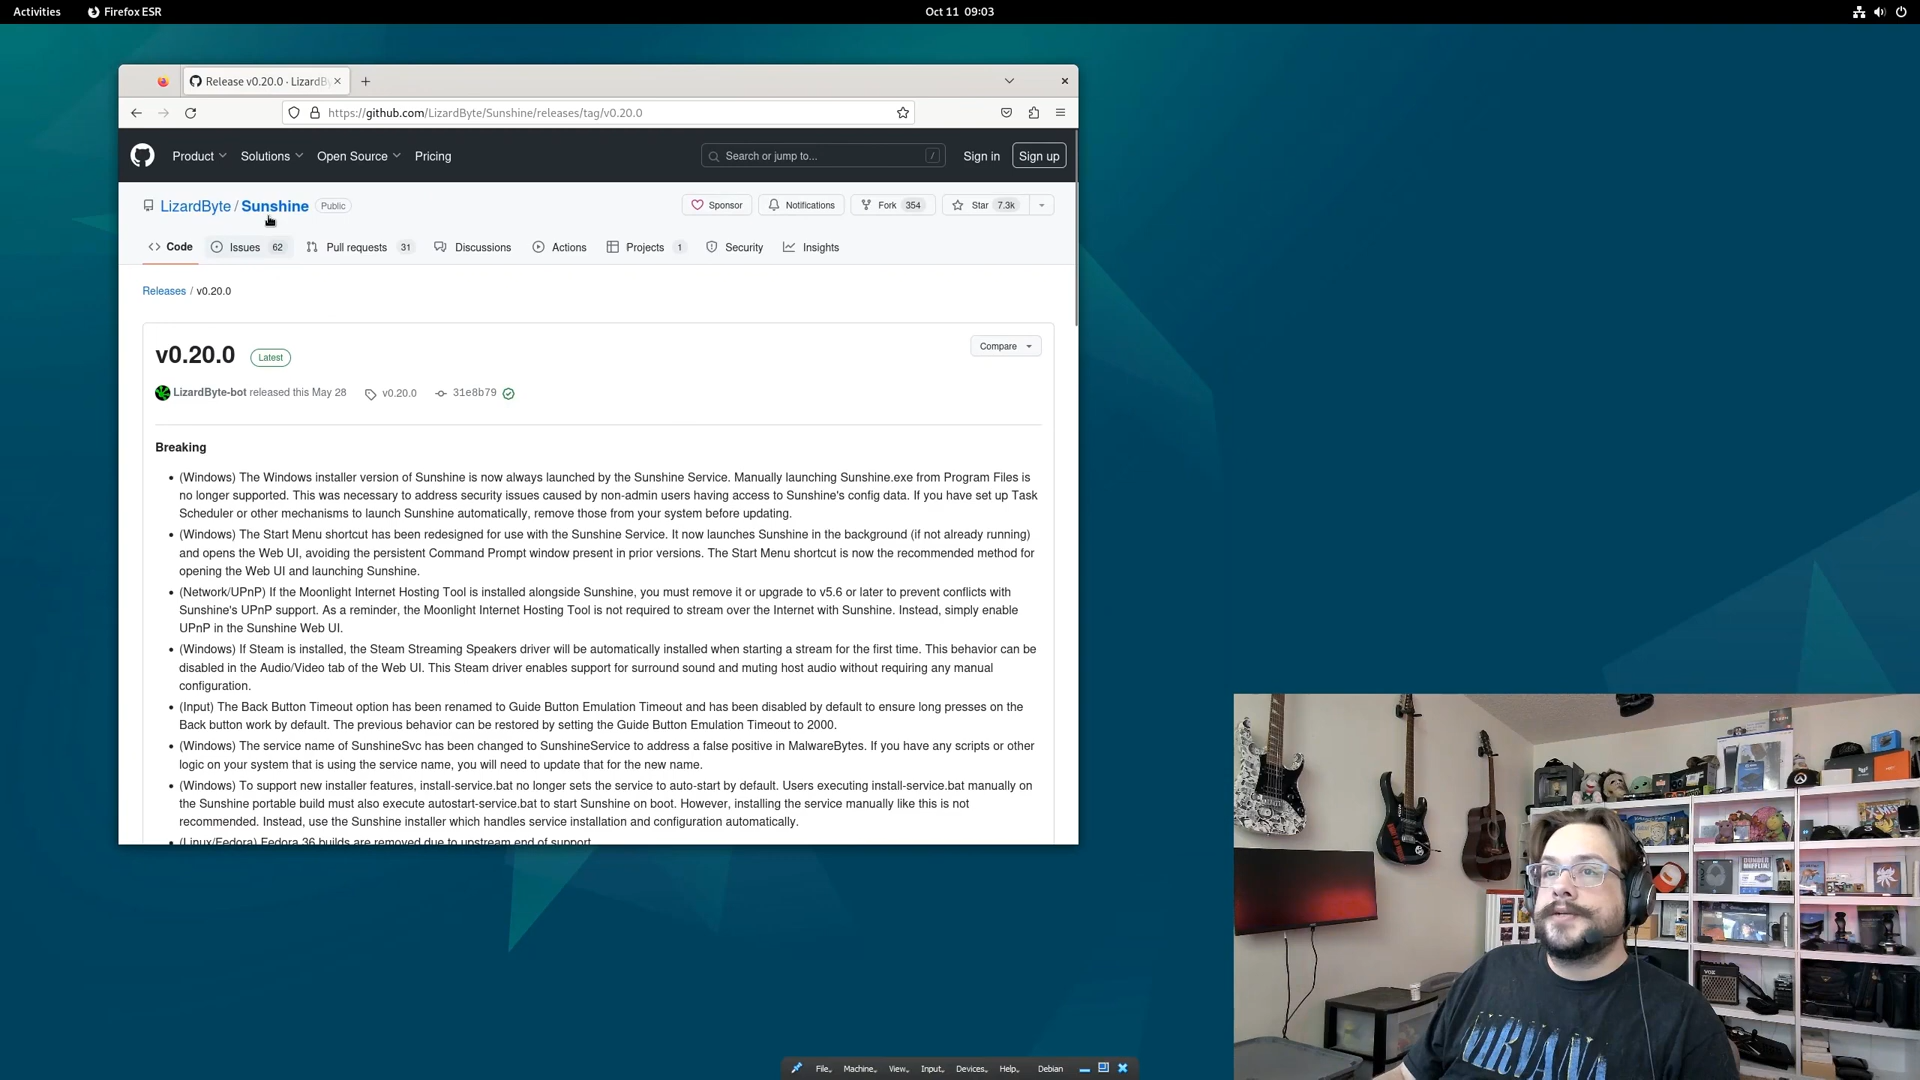 Activities
Firefox ESR
Oct 11 09:03
Release v0.20.0 · LizardB
https://github.com/LizardByte/Sunshine/releases/tag/v0.20.0
Product
Solutions
Open Source
Pricing
Search or jump to...
/
Sign in
Sign up
LizardByte / Sunshine
Public
Sponsor
Notifications
Fork 354
Star 7.3k
Code
Issues 62
Pull requests 31
Discussions
Actions
Projects 1
Security
Insights
Releases / v0.20.0
v0.20.0
Latest
Compare
LizardByte-bot released this May 28
v0.20.0
31e8b79
Breaking
• (Windows) The Windows installer version of Sunshine is now always launched by the Sunshine Service. Manually launching Sunshine.exe from Program Files is
no longer supported. This was necessary to address security issues caused by non-admin users having access to Sunshine's config data. If you have set up Task
Scheduler or other mechanisms to launch Sunshine automatically, remove those from your system before updating.
• (Windows) The Start Menu shortcut has been redesigned for use with the Sunshine Service. It now launches Sunshine in the background (if not already running)
and opens the Web UI, avoiding the persistent Command Prompt window present in prior versions. The Start Menu shortcut is now the recommended method for
opening the Web UI and launching Sunshine.
• (Network/UPnP) If the Moonlight Internet Hosting Tool is installed alongside Sunshine, you must remove it or upgrade to v5.6 or later to prevent conflicts with
Sunshine's UPnP support. As a reminder, the Moonlight Internet Hosting Tool is not required to stream over the Internet with Sunshine. Instead, simply enable
UPnP in the Sunshine Web UI.
• (Windows) If Steam is installed, the Steam Streaming Speakers driver will be automatically installed when starting a stream for the first time. This behavior can be
disabled in the Audio/Video tab of the Web UI. This Steam driver enables support for surround sound and muting host audio without requiring any manual
configuration.
• (Input) The Back Button Timeout option has been renamed to Guide Button Emulation Timeout and has been disabled by default to ensure long presses on the
Back button work by default. The previous behavior can be restored by setting the Guide Button Emulation Timeout to 2000.
• (Windows) The service name of SunshineSvc has been changed to SunshineService to address a false positive in MalwareBytes. If you have any scripts or other
logic on your system that is using the service name, you will need to update that for the new name.
• (Windows) To support new installer features, install-service.bat no longer sets the service to auto-start by default. Users executing install-service.bat manually on
the Sunshine portable build must also execute autostart-service.bat to start Sunshine on boot. However, installing the service manually like this is not
recommended. Instead, use the Sunshine installer which handles service installation and configuration automatically.
• (Linux/Fedora) Fedora 36 builds are removed due to upstream end of support
DUNDER
MIFFLIN
VOX
NIRVANA
File
Machine
View
Input
Devices
Help
Debian